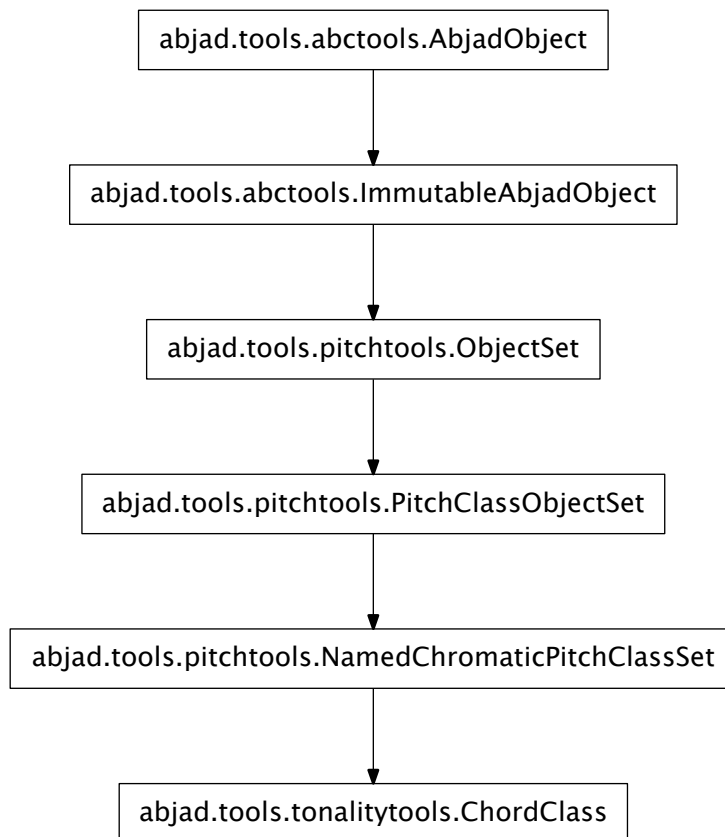 abjad.tools.abctools.AbjadObject
abjad.tools.abctools.ImmutableAbjadObject
abjad.tools.pitchtools.ObjectSet
abjad.tools.pitchtools.PitchClassObjectSet
abjad.tools.pitchtools.NamedChromaticPitchClassSet
abjad.tools.tonalitytools.ChordClass